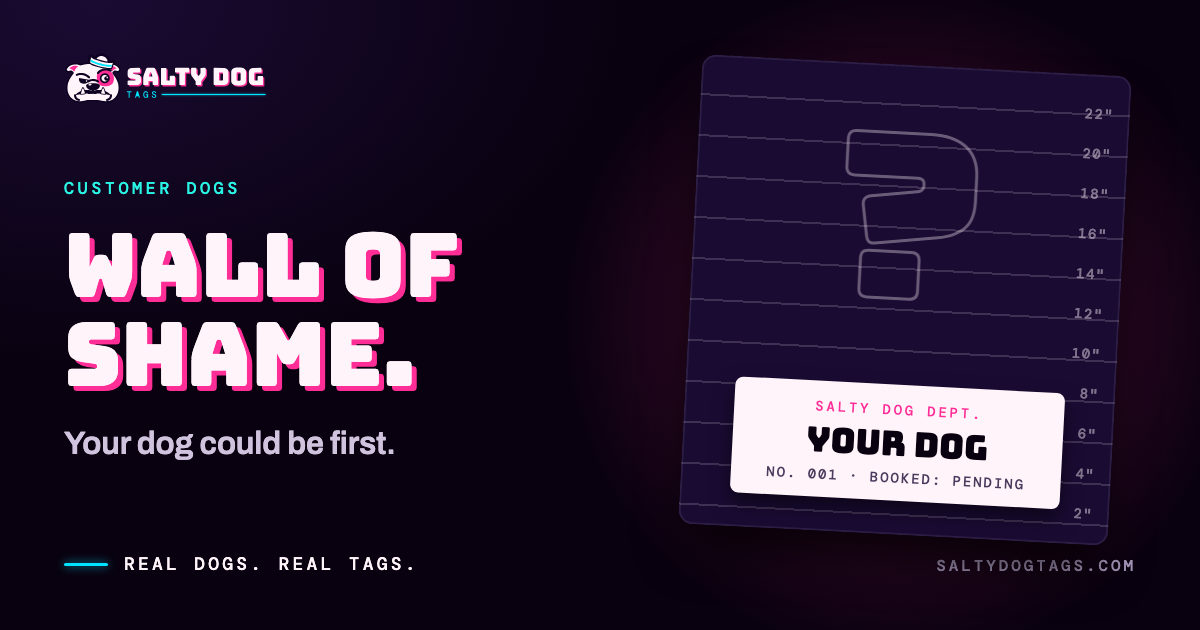 SALTY DOG
TAGS
CUSTOMER DOGS
WALL OF
SHAME.
Your dog could be first.
REAL DOGS. REAL TAGS.
22"
20"
18"
16"
14"
12"
10"
8"
6"
4"
2"
?
SALTY DOG DEPT.
YOUR DOG
NO. 001 · BOOKED: PENDING
SALTYDOGTAGS.COM